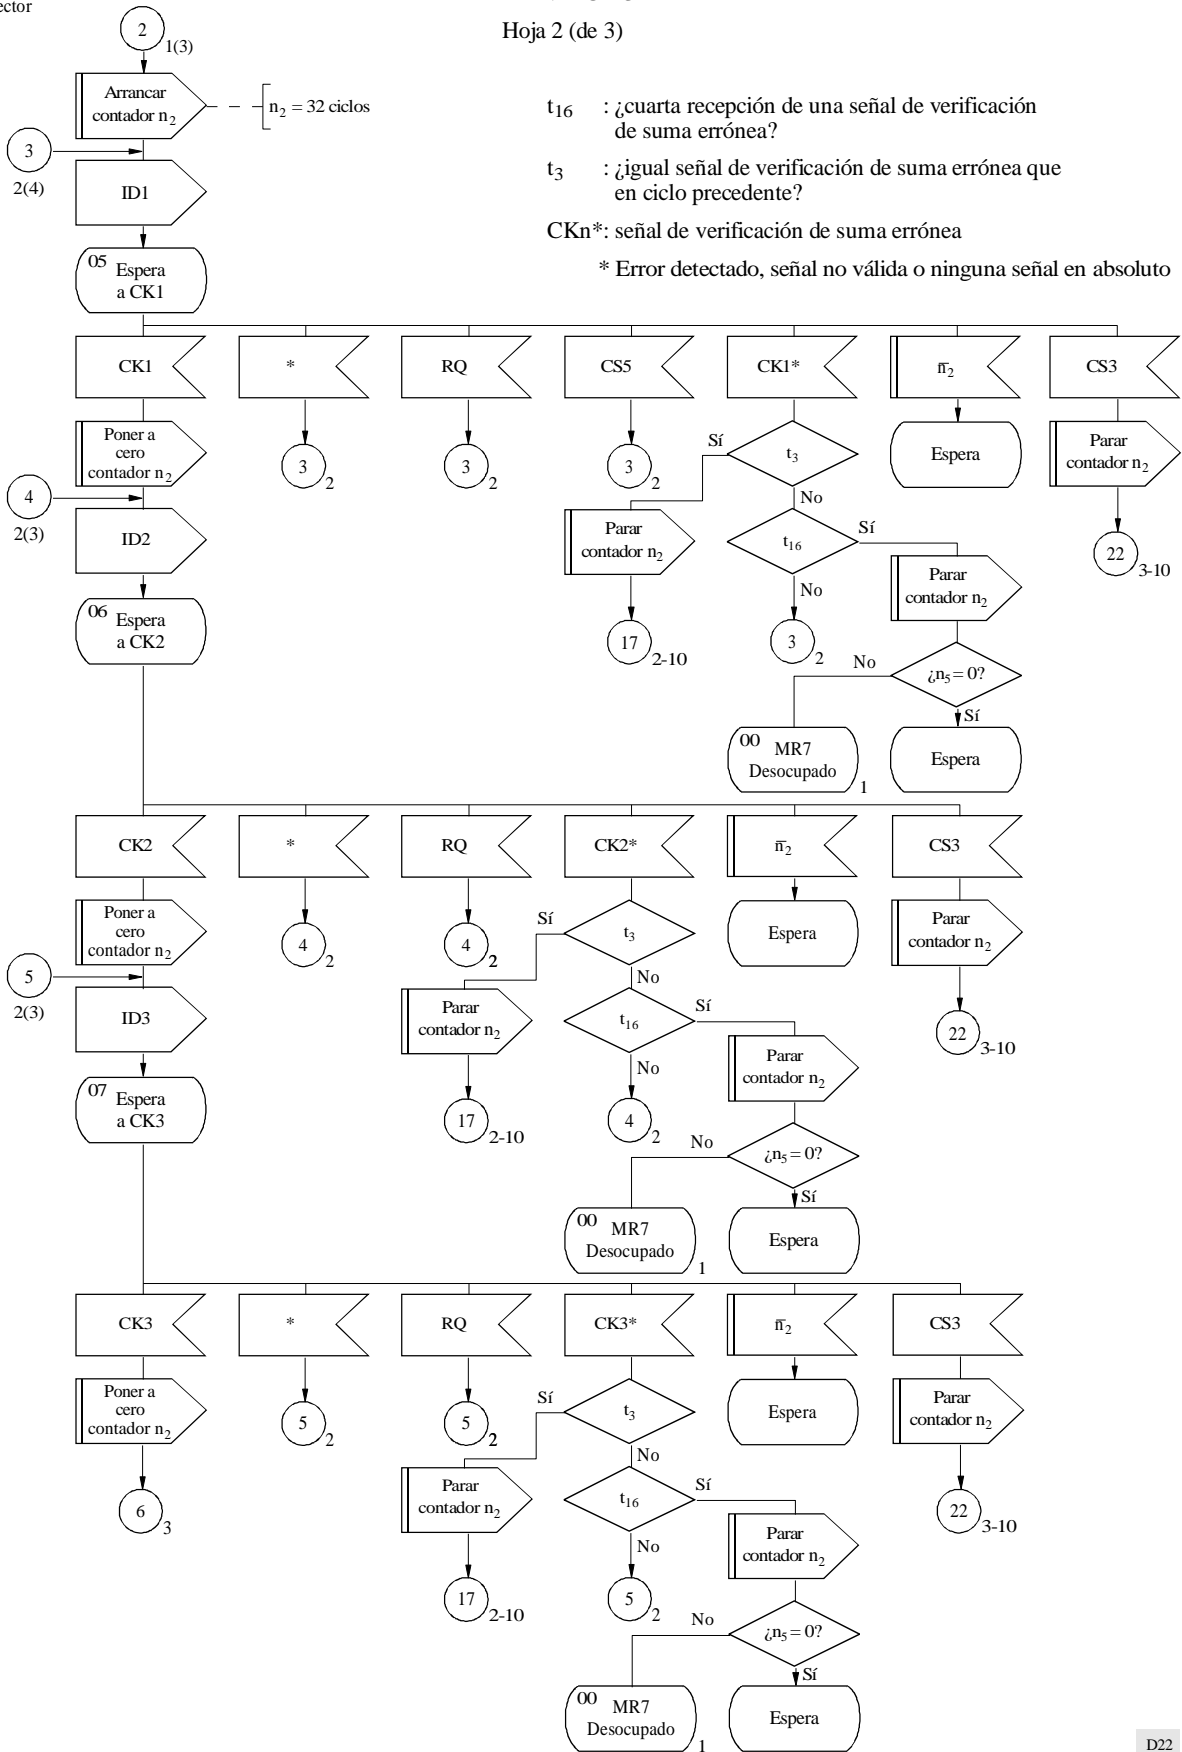 ector
Hoja 2 (de 3)
2
1(3)
Arrancar
contador n2
n2 = 32 ciclos
t16 : ¿cuarta recepción de una señal de verificación
de suma errónea?
t3 : ¿igual señal de verificación de suma errónea que
en ciclo precedente?
CKn*: señal de verificación de suma errónea
* Error detectado, señal no válida o ninguna señal en absoluto
3
2(4)
ID1
05 Espera
a CK1
CK1
*
RQ
CS5
CK1*
n̅2
CS3
Poner a
cero
contador n2
3
2
3
2
3
2
Sí
t3
No
Espera
Parar
contador n2
4
2(3)
ID2
Parar
contador n2
t16
Sí
No
Parar
contador n2
22
3-10
06 Espera
a CK2
17
2-10
3
2
No
¿n5 = 0?
Sí
00 MR7
Desocupado
1
Espera
CK2
*
RQ
CK2*
n̅2
CS3
Poner a
cero
contador n2
4
2
4
2
Sí
t3
No
Espera
Parar
contador n2
5
2(3)
ID3
Parar
contador n2
t16
Sí
No
Parar
contador n2
22
3-10
07 Espera
a CK3
17
2-10
4
2
No
¿n5 = 0?
Sí
00 MR7
Desocupado
1
Espera
CK3
*
RQ
CK3*
n̅2
CS3
Poner a
cero
contador n2
5
2
5
2
Sí
t3
No
Espera
Parar
contador n2
6
3
Parar
contador n2
t16
Sí
No
Parar
contador n2
22
3-10
17
2-10
5
2
No
¿n5 = 0?
Sí
00 MR7
Desocupado
1
Espera
D22